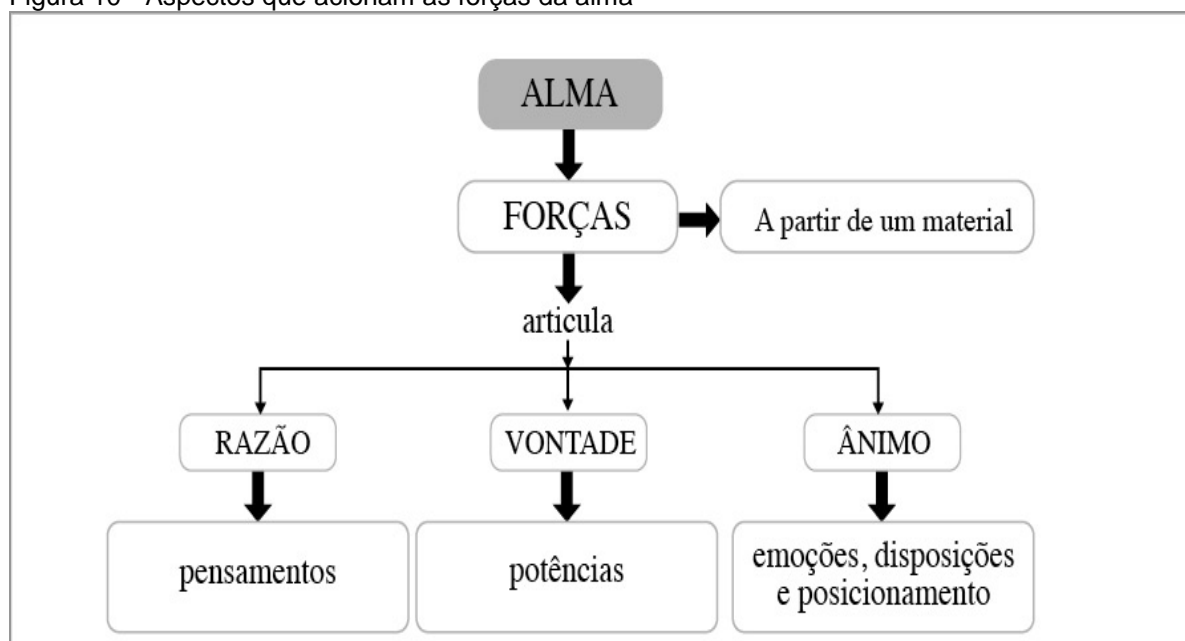 Figura 10 - Aspectos que acionam as forças da alma
ALMA
FORÇAS
A partir de um material
articula
RAZÃO
VONTADE
ÂNIMO
pensamentos
potências
emoções, disposições
e posicionamento